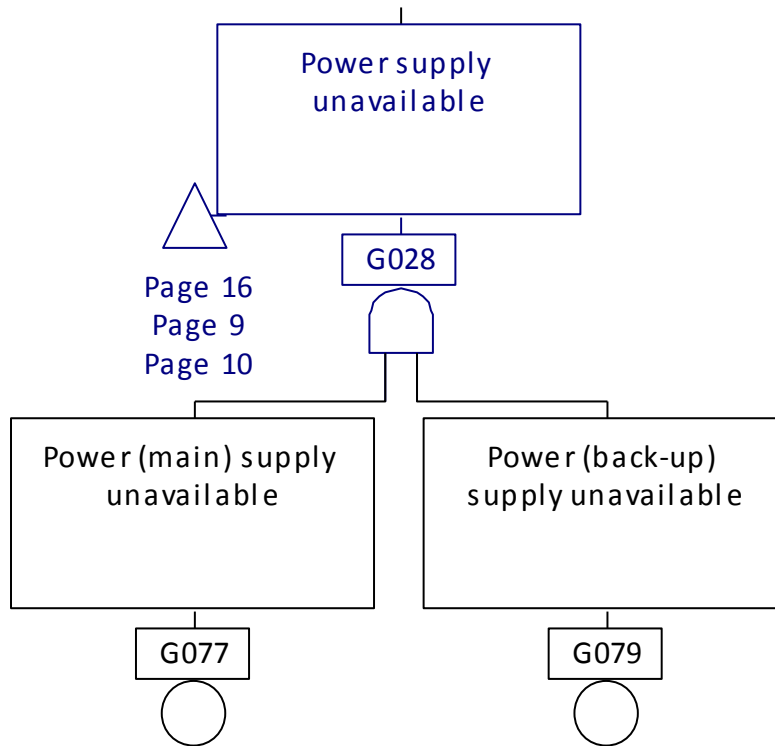 Power supply
unavailable
G028
Page 16
Page 9
Page 10
Power (main) supply
unavailable
Power (back-up)
supply unavailable
G077
G079